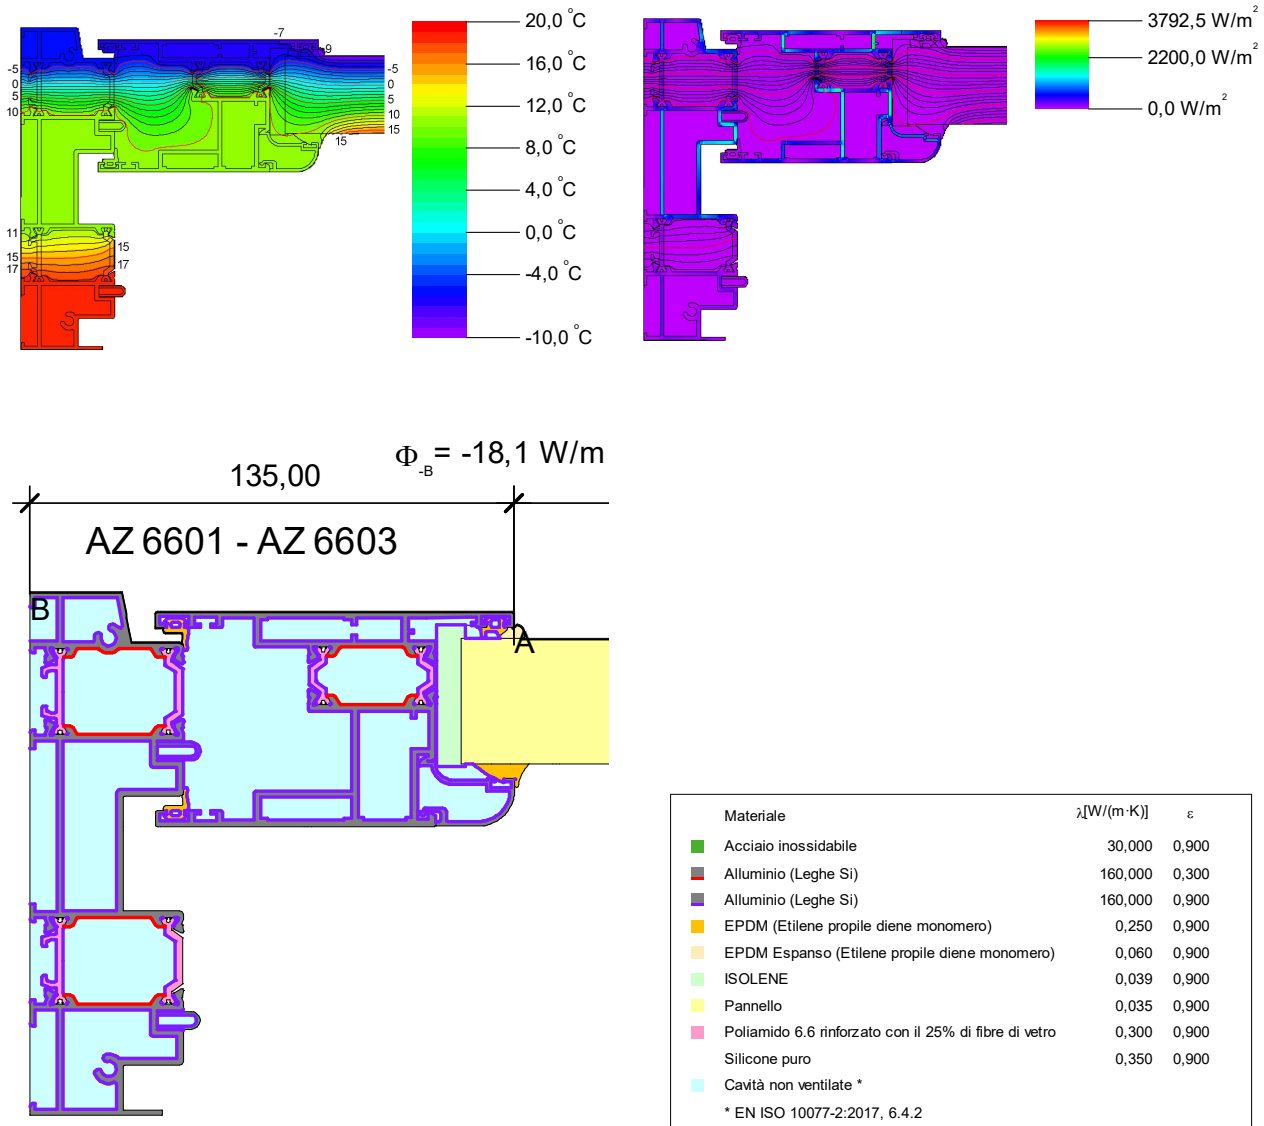 20,0 °C
16,0 °C
12,0 °C
8,0 °C
4,0 °C
0,0 °C
-4,0 °C
-10,0 °C
-7
-9
-5
0
5
10
-5
0
5
10
15
15
11
15
17
15
17
3792,5 W/m²
2200,0 W/m²
0,0 W/m²
Φ-B = -18,1 W/m
135,00
AZ 6601 - AZ 6603
B
A
Materiale λ[W/(m·K)] ε
Acciaio inossidabile 30,000 0,900
Alluminio (Leghe Si) 160,000 0,300
Alluminio (Leghe Si) 160,000 0,900
EPDM (Etilene propile diene monomero) 0,250 0,900
EPDM Espanso (Etilene propile diene monomero) 0,060 0,900
ISOLENE 0,039 0,900
Pannello 0,035 0,900
Poliamido 6.6 rinforzato con il 25% di fibre di vetro 0,300 0,900
Silicone puro 0,350 0,900
Cavità non ventilate *
* EN ISO 10077-2:2017, 6.4.2